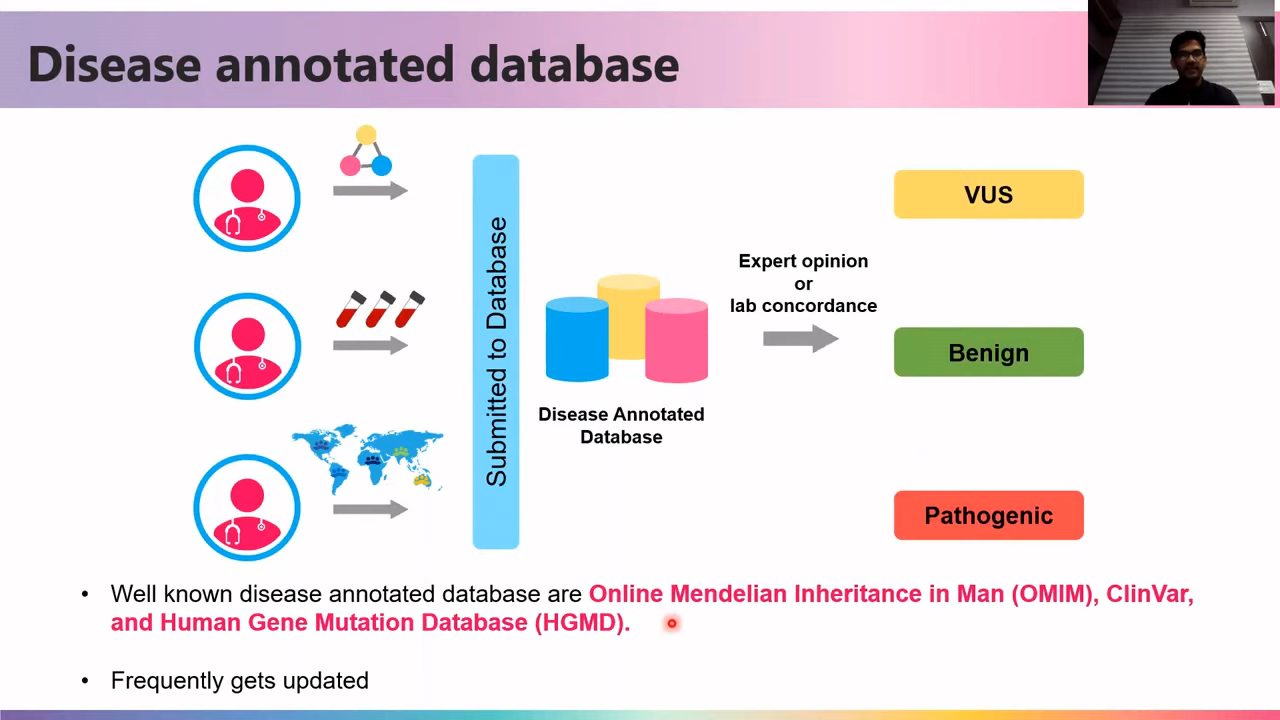 Disease annotated database
Submitted to Database
Disease Annotated
Database
Expert opinion
or
lab concordance
VUS
Benign
Pathogenic
• Well known disease annotated database are Online Mendelian Inheritance in Man (OMIM), ClinVar,
and Human Gene Mutation Database (HGMD).
• Frequently gets updated